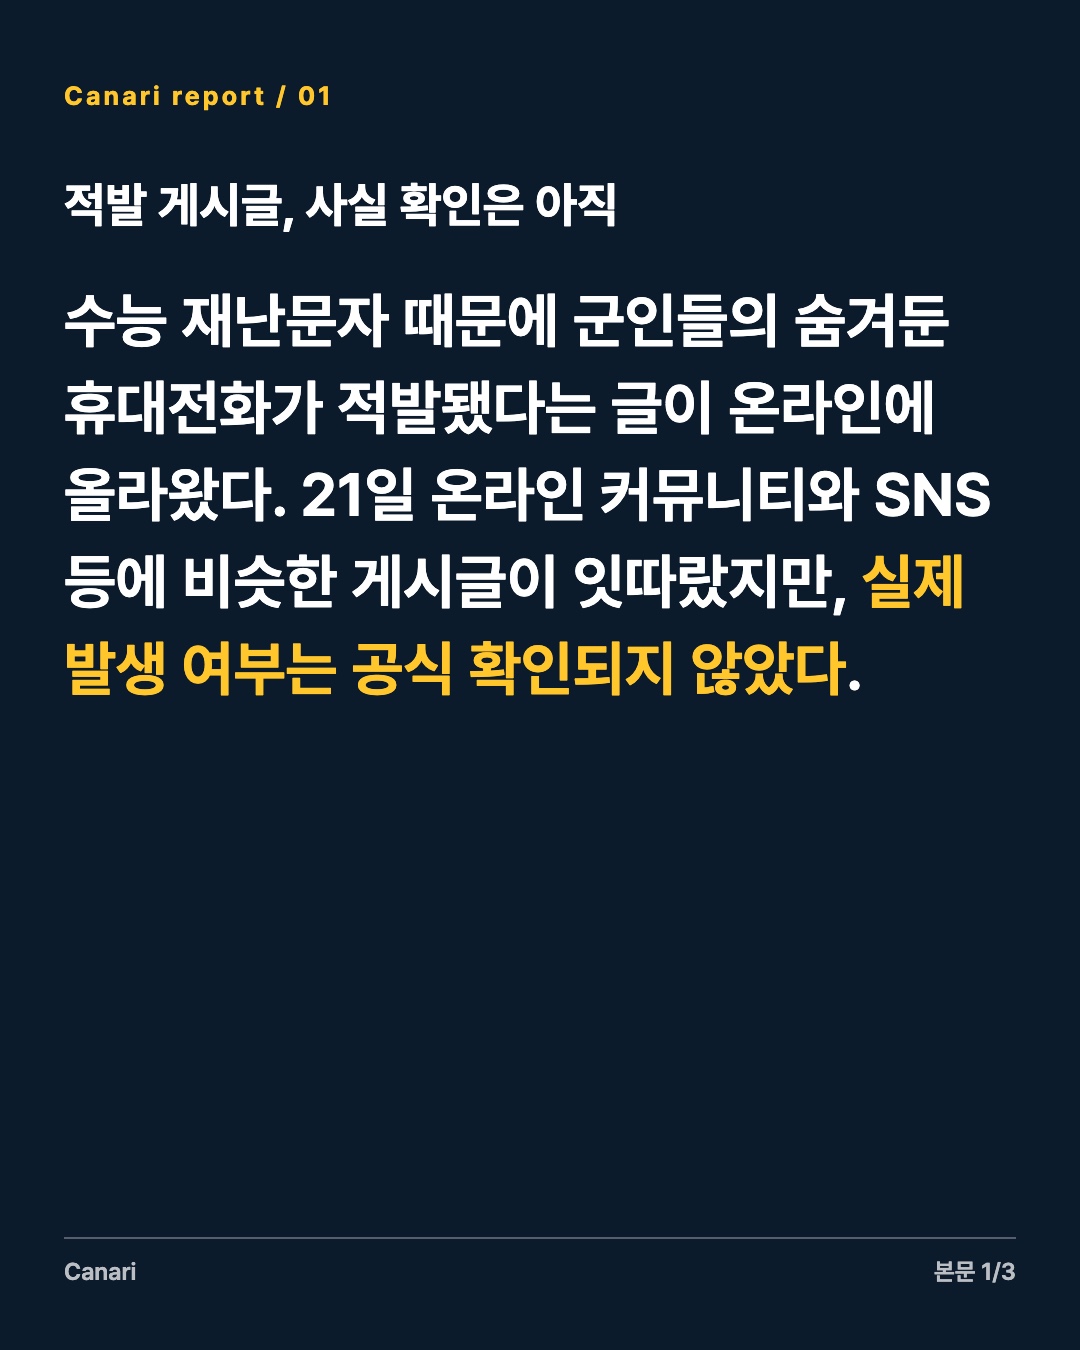 Canari report / 01
적발 게시글, 사실 확인은 아직
수능 재난문자 때문에 군인들의 숨겨둔
휴대전화가 적발됐다는 글이 온라인에
올라왔다. 21일 온라인 커뮤니티와 SNS
등에 비슷한 게시글이 잇따랐지만, 실제
발생 여부는 공식 확인되지 않았다.
Canari
본문 1/3